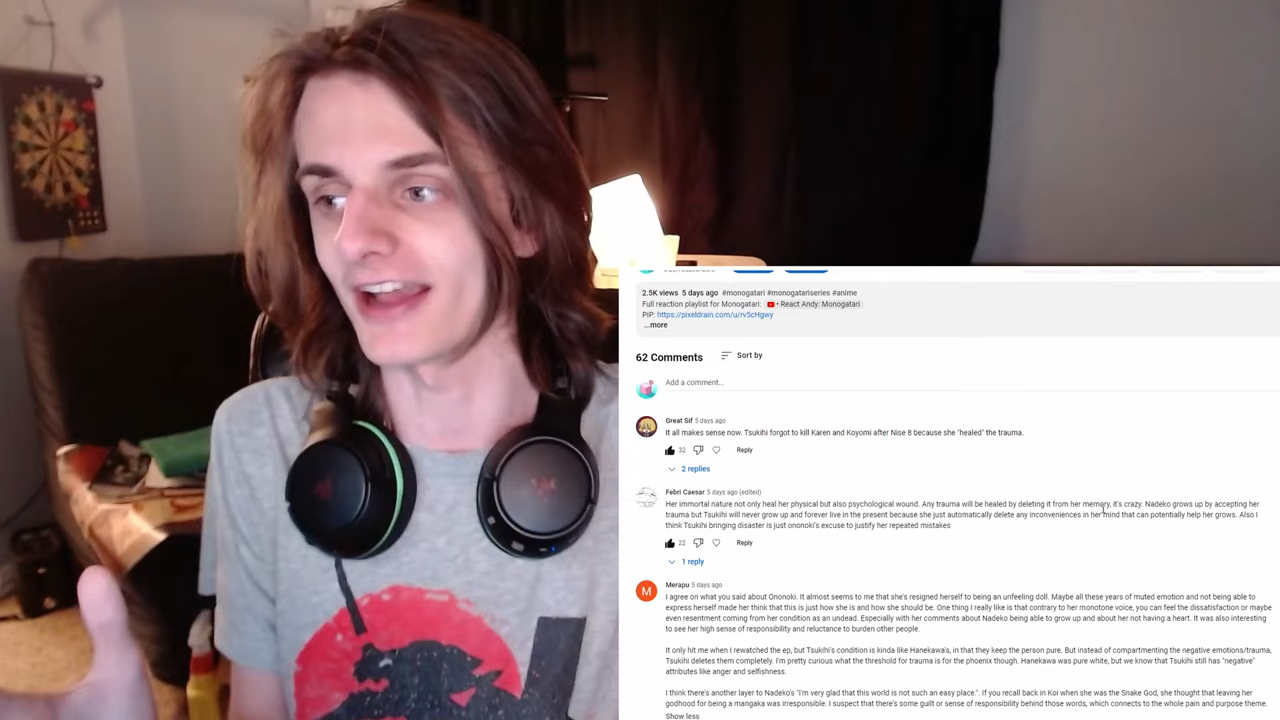 2.5K views 5 days ago #monogatari #monogatariseries #anime
Full reaction playlist for Monogatari: • React Andy: Monogatari
PiP: https://pixeldrain.com/u/rv5cHgwy
...more
62 Comments
Sort by
Add a comment...
Great Sif 5 days ago
It all makes sense now. Tsukihi forgot to kill Karen and Koyomi after Nise 8 because she "healed" the trauma.
32
Reply
2 replies
Febri Caesar 5 days ago (edited)
Her immortal nature not only heal her physical but also psychological wound. Any trauma will be healed by deleting it from her memory, it's crazy. Nadeko grows up by accepting her
trauma but Tsukihi will never grow up and forever live in the present because she just automatically delete any inconveniences in her mind that can potentially help her grows. Also I
think Tsukihi bringing disaster is just ononoki's excuse to justify her repeated mistakes
22
Reply
1 reply
M
Merapu 5 days ago
I agree on what you said about Ononoki. It almost seems to me that she's resigned herself to being an unfeeling doll. Maybe all these years of muted emotion and not being able to
express herself made her think that this is just how she is and how she should be. One thing I really like is that contrary to her monotone voice, you can feel the dissatisfaction or maybe
even resentment coming from her condition as an undead. Especially with her comments about Nadeko being able to grow up and about her not having a heart. It was also interesting
to see her high sense of responsibility and reluctance to burden other people.
It only hit me when I rewatched the ep, but Tsukihi's condition is kinda like Hanekawa's, in that they keep the person pure. But instead of compartmenting the negative emotions/trauma,
Tsukihi deletes them completely. I'm pretty curious what the threshold for trauma is for the phoenix though. Hanekawa was pure white, but we know that Tsukihi still has "negative"
attributes like anger and selfishness.
I think there's another layer to Nadeko's "I'm very glad that this world is not such an easy place.". If you recall back in Koi when she was the Snake God, she thought that leaving her
godhood for being a mangaka was irresponsible. I suspect that there's some guilt or sense of responsibility behind those words, which connects to the whole pain and purpose theme.
Show less